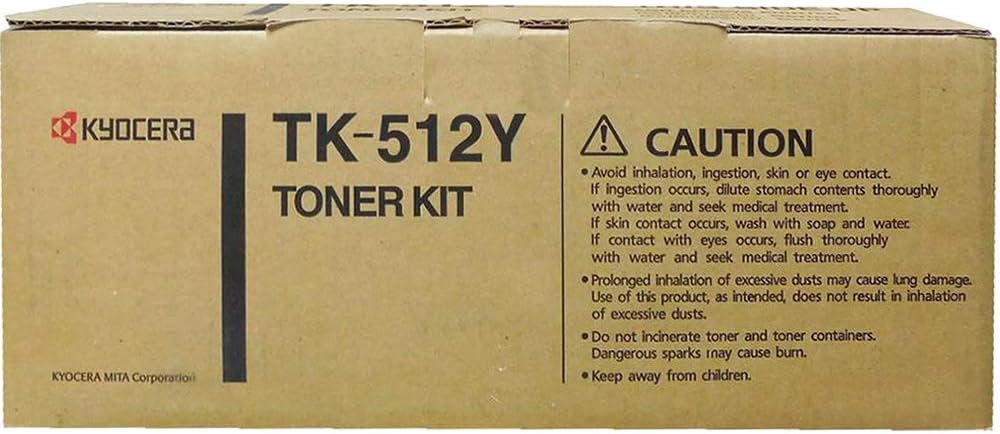 KYOCERA
TK-512Y
TONER KIT
KYOCERA MITA Corporation
CAUTION
• Avoid inhalation, ingestion, skin or eye contact.
If ingestion occurs, dilute stomach contents thoroughly
with water and seek medical treatment.
If skin contact occurs, wash with soap and water.
If contact with eyes occurs, flush thoroughly
with water and seek medical treatment.
• Prolonged inhalation of excessive dusts may cause lung damage.
Use of this product, as intended, does not result in inhalation
of excessive dusts.
• Do not incinerate toner and toner containers.
Dangerous sparks may cause burn.
• Keep away from children.